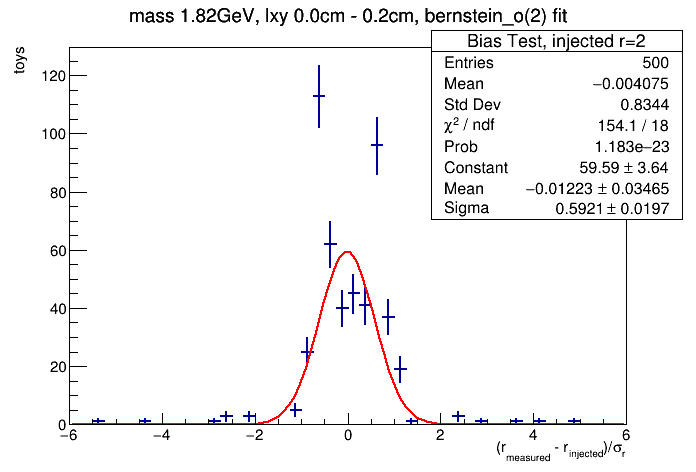 mass 1.82GeV, lxy 0.0cm - 0.2cm, bernstein_o(2) fit
Bias Test, injected r=2
Entries 500
Mean −0.004075
Std Dev 0.8344
χ² / ndf 154.1 / 18
Prob 1.183e−23
Constant 59.59 ± 3.64
Mean −0.01223 ± 0.03465
Sigma 0.5921 ± 0.0197
toys
120
100
80
60
40
20
0
−6 −4 −2 0 2 4 6
(r_measured - r_injected)/σ_r